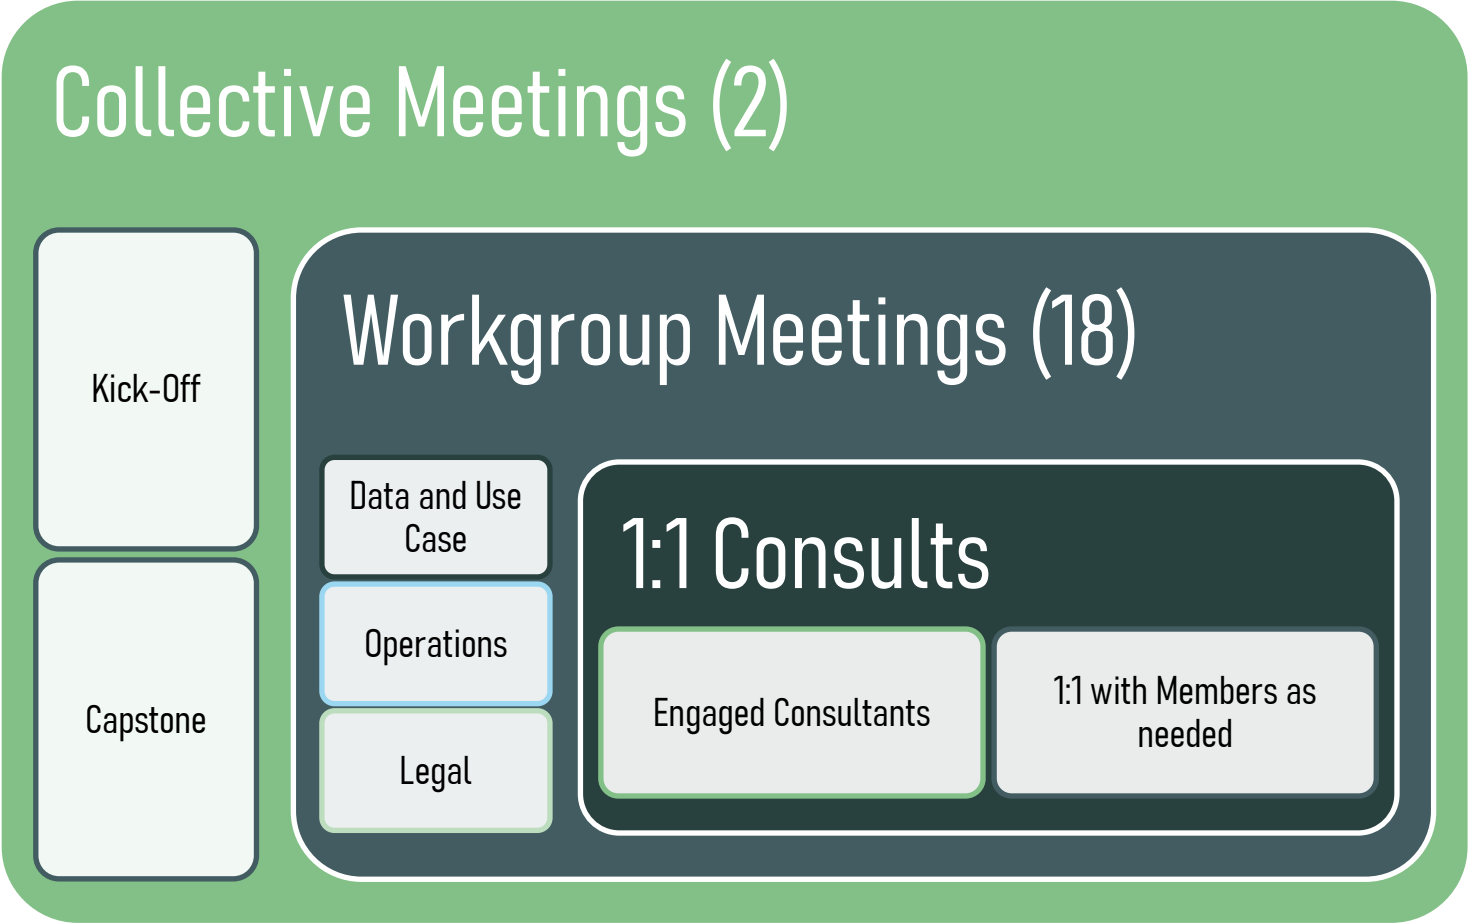 Collective Meetings (2)
Kick-Off
Capstone
Workgroup Meetings (18)
Data and Use
Case
Operations
Legal
1:1 Consults
Engaged Consultants
1:1 with Members as
needed